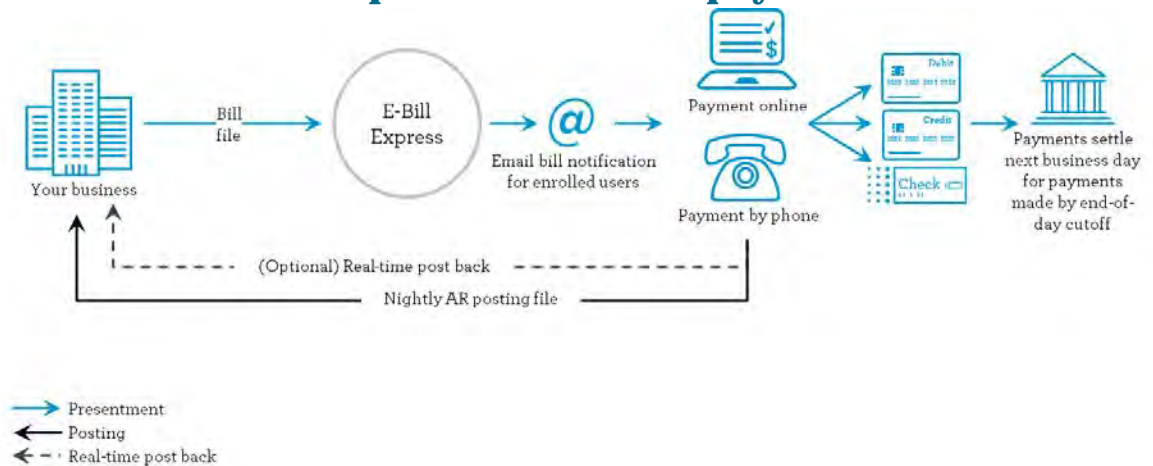 Your business
Bill
file
E-Bill
Express
@
Email bill notification
for enrolled users
$
Payment online
Payment by phone
Debit
Credit
Check
Payments settle
next business day
for payments
made by end-of-
day cutoff
(Optional) Real-time post back
Nightly AR posting file
Presentment
Posting
Real-time post back